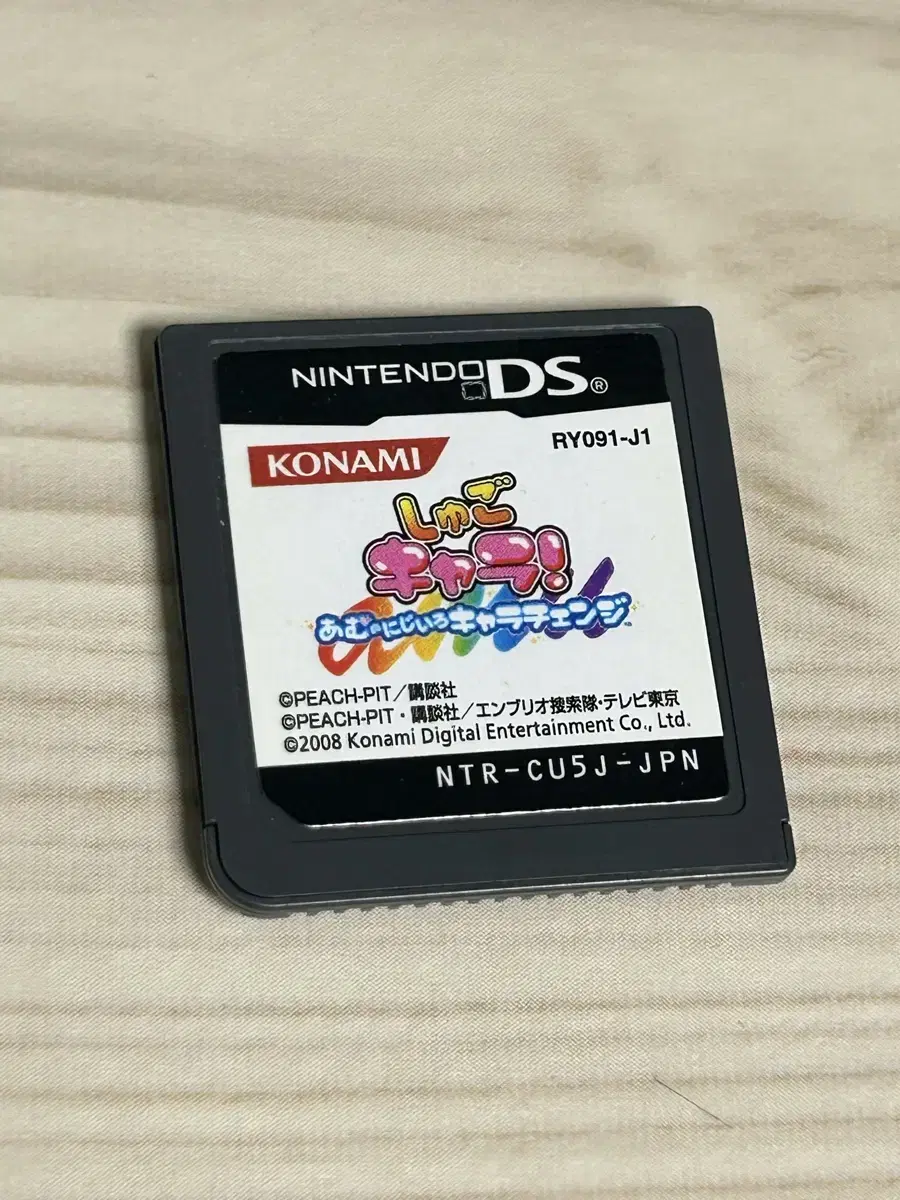 NINTENDO DS®
RY091-J1
KONAMI
しゅご
キャラ!
あむのにじいろキャラチェンジ™
©PEACH-PIT/講談社
©PEACH-PIT・講談社/エンブリオ捜索隊・テレビ東京
©2008 Konami Digital Entertainment Co., Ltd.
NTR-CU5J-JPN